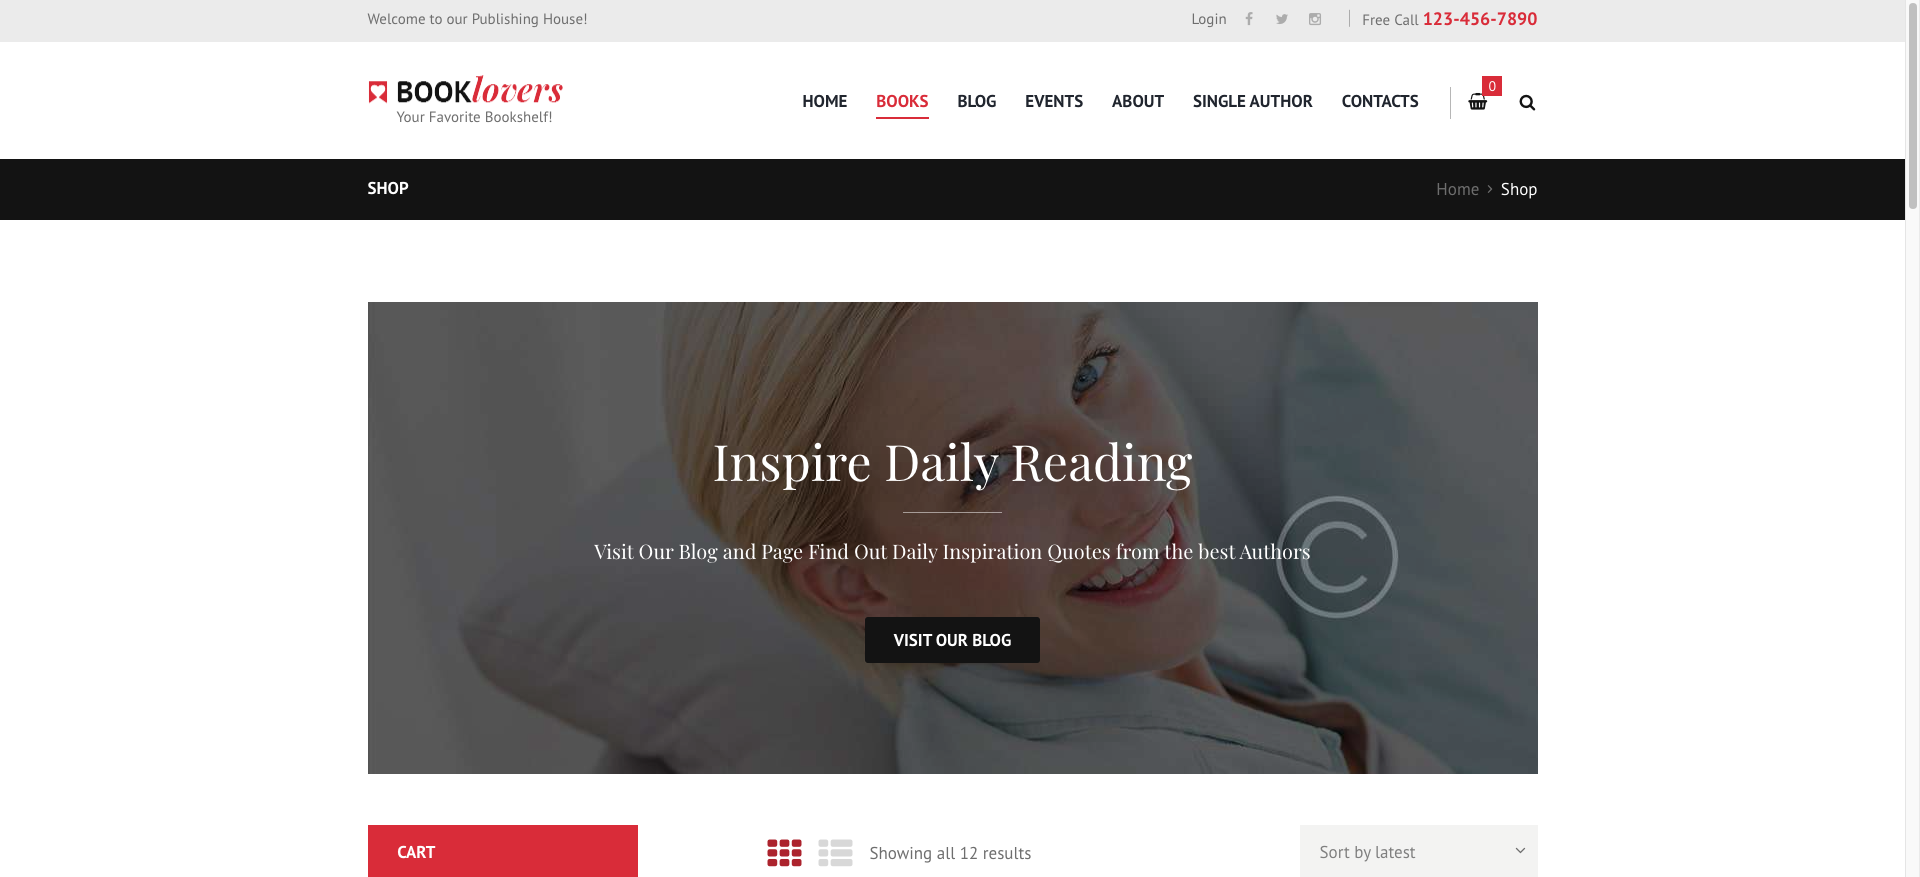 Welcome to our Publishing House!
Login
Free Call 123-456-7890
BOOKlovers
Your Favorite Bookshelf!
HOME
BOOKS
BLOG
EVENTS
ABOUT
SINGLE AUTHOR
CONTACTS
0
SHOP
Home › Shop
Inspire Daily Reading
Visit Our Blog and Page Find Out Daily Inspiration Quotes from the best Authors
©
VISIT OUR BLOG
CART
Showing all 12 results
Sort by latest